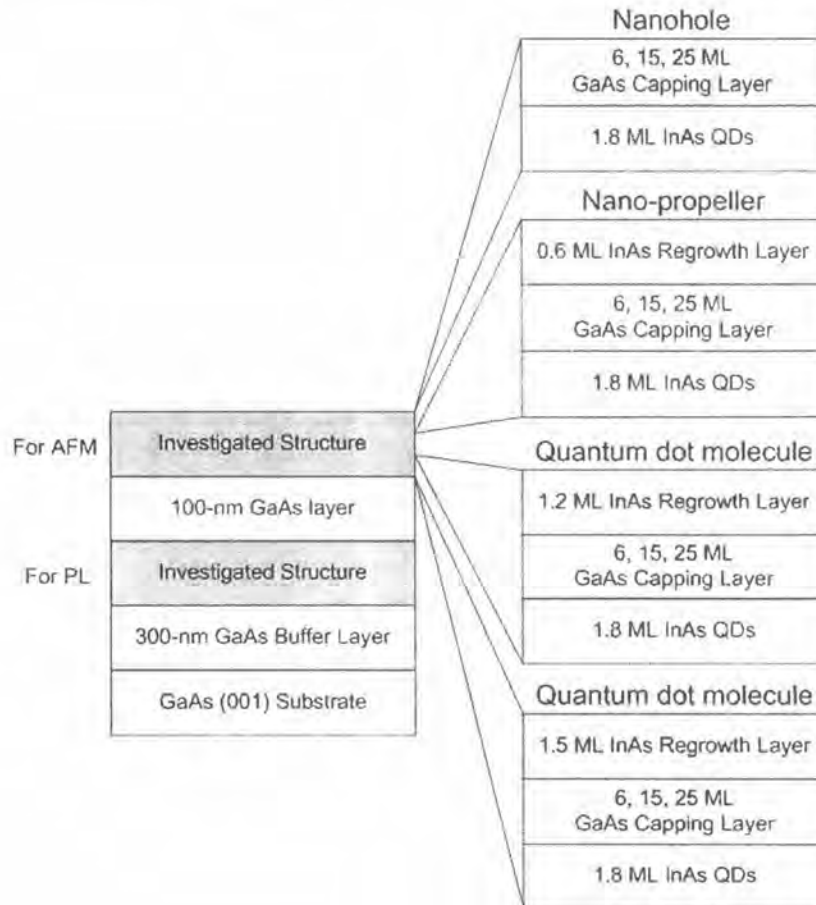 Nanohole
6, 15, 25 ML
GaAs Capping Layer
1.8 ML InAs QDs
Nano-propeller
0.6 ML InAs Regrowth Layer
6, 15, 25 ML
GaAs Capping Layer
1.8 ML InAs QDs
For AFM
Investigated Structure
100-nm GaAs layer
For PL
Investigated Structure
300-nm GaAs Buffer Layer
GaAs (001) Substrate
Quantum dot molecule
1.2 ML InAs Regrowth Layer
6, 15, 25 ML
GaAs Capping Layer
1.8 ML InAs QDs
Quantum dot molecule
1.5 ML InAs Regrowth Layer
6, 15, 25 ML
GaAs Capping Layer
1.8 ML InAs QDs